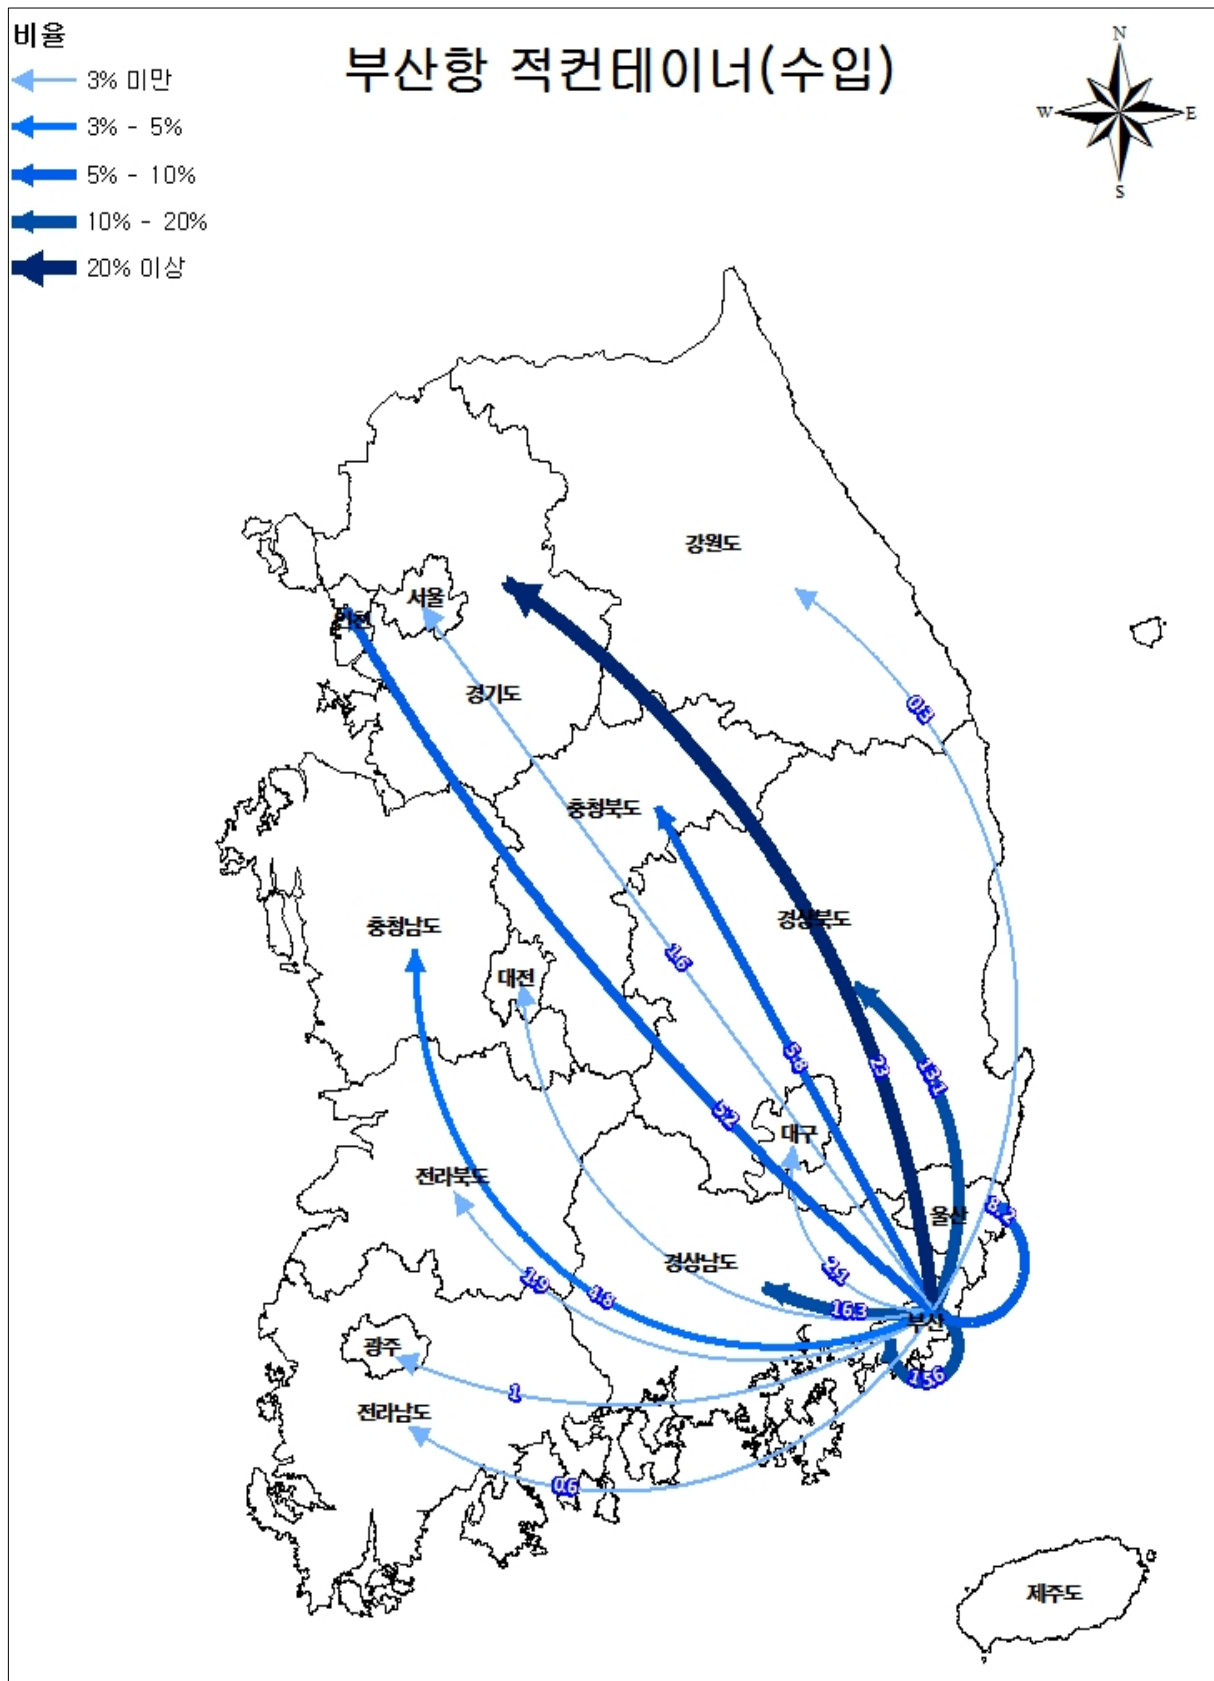 비율
부산항 적컨테이너(수입)
3% 미만
3% - 5%
5% - 10%
10% - 20%
20% 이상
N
W
E
S
강원도
서울
인천
경기도
0.3
충청북도
경상북도
충청남도
1.6
대전
5.8
23
13.1
5.2
대구
전라북도
8.2
울산
경상남도
2.1
1.9
4.8
16.3
부산
광주
15.6
1
전라남도
0.6
제주도